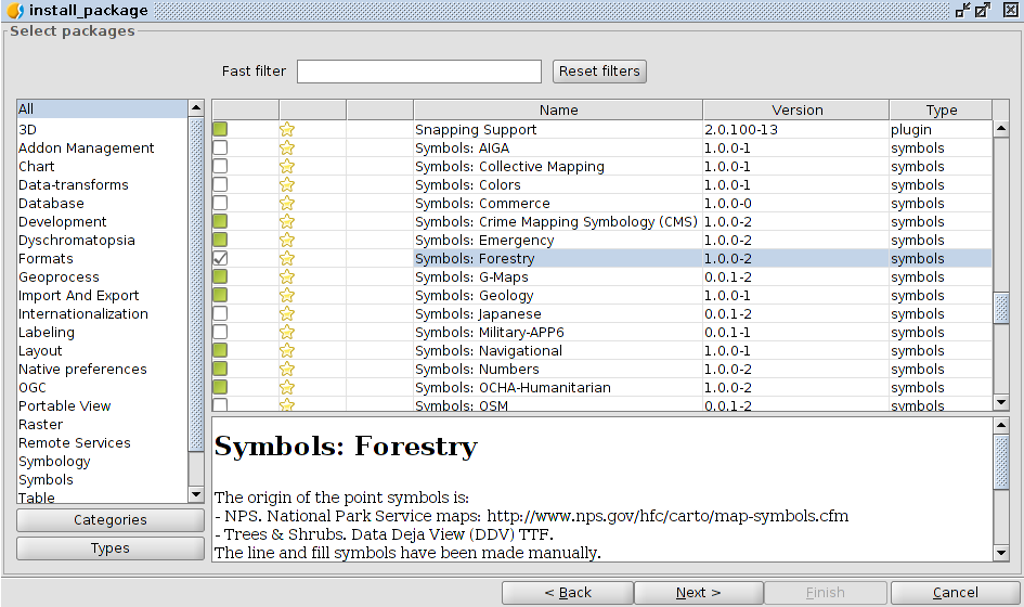 install_package
Select packages
Fast filter
Reset filters
All
3D
Addon Management
Chart
Data-transforms
Database
Development
Dyschromatopsia
Formats
Geoprocess
Import And Export
Internationalization
Labeling
Layout
Native preferences
OGC
Portable View
Raster
Remote Services
Symbology
Symbols
Table
Categories
Types
Name Version Type
Snapping Support 2.0.100-13 plugin
Symbols: AIGA 1.0.0-1 symbols
Symbols: Collective Mapping 1.0.0-1 symbols
Symbols: Colors 1.0.0-1 symbols
Symbols: Commerce 1.0.0-0 symbols
Symbols: Crime Mapping Symbology (CMS) 1.0.0-2 symbols
Symbols: Emergency 1.0.0-2 symbols
Symbols: Forestry 1.0.0-2 symbols
Symbols: G-Maps 0.0.1-2 symbols
Symbols: Geology 1.0.0-1 symbols
Symbols: Japanese 0.0.1-2 symbols
Symbols: Military-APP6 0.0.1-1 symbols
Symbols: Navigational 1.0.0-1 symbols
Symbols: Numbers 1.0.0-2 symbols
Symbols: OCHA-Humanitarian 1.0.0-2 symbols
Symbols: OSM 0.0.1-2 symbols
Symbols: Forestry
The origin of the point symbols is:
- NPS. National Park Service maps: http://www.nps.gov/hfc/carto/map-symbols.cfm
- Trees & Shrubs. Data Deja View (DDV) TTF.
The line and fill symbols have been made manually.
< Back
Next >
Finish
Cancel